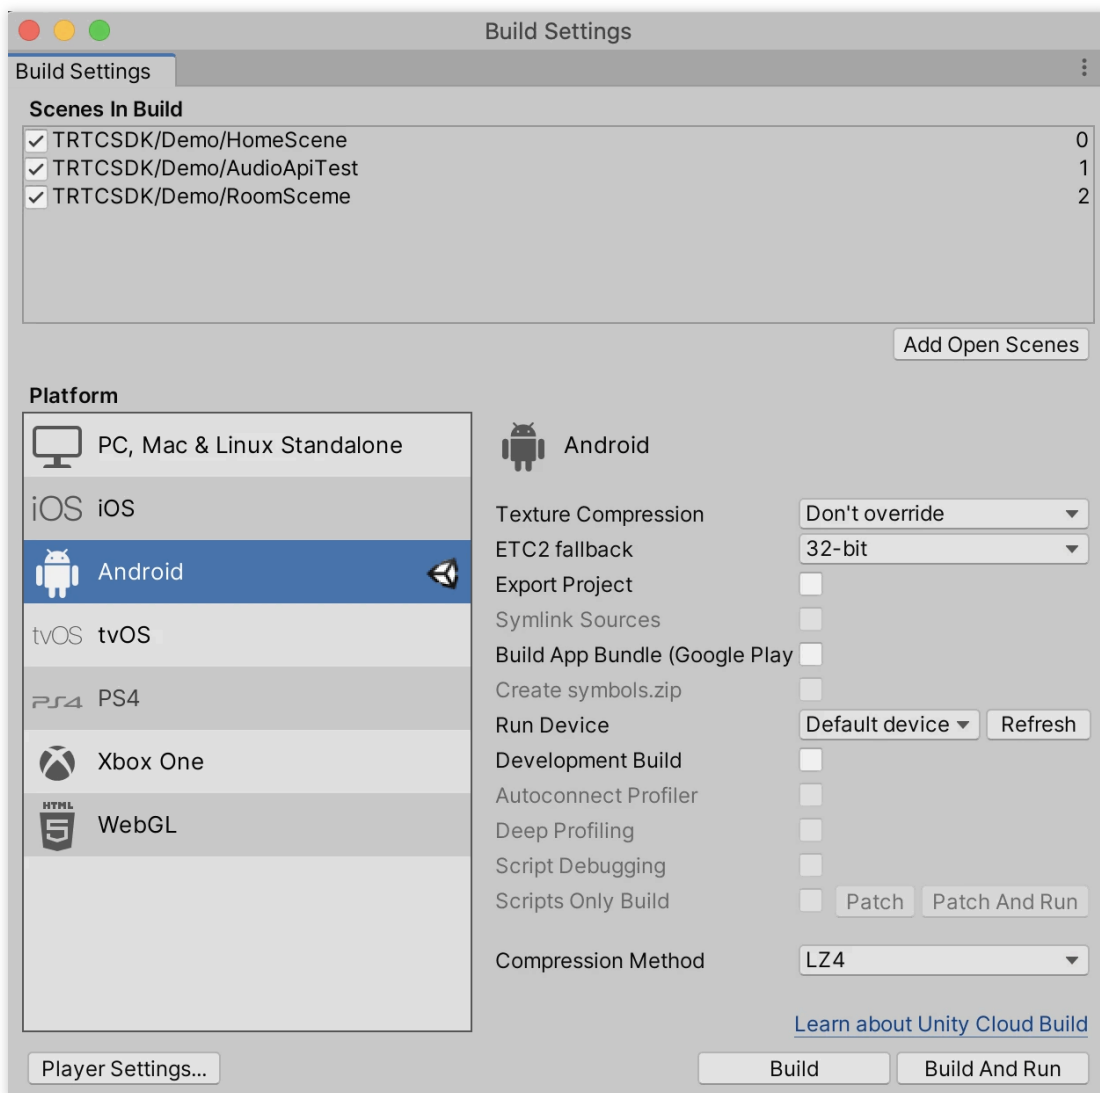 Build Settings
Build Settings
Scenes In Build
TRTCSDK/Demo/HomeScene 0
TRTCSDK/Demo/AudioApiTest 1
TRTCSDK/Demo/RoomSceme 2
Add Open Scenes
Platform
PC, Mac & Linux Standalone
iOS iOS
Android
tvOS tvOS
PS4 PS4
Xbox One
HTML 5 WebGL
Android
Texture Compression Don't override
ETC2 fallback 32-bit
Export Project
Symlink Sources
Build App Bundle (Google Play
Create symbols.zip
Run Device Default device Refresh
Development Build
Autoconnect Profiler
Deep Profiling
Script Debugging
Scripts Only Build Patch Patch And Run
Compression Method LZ4
Learn about Unity Cloud Build
Player Settings... Build Build And Run